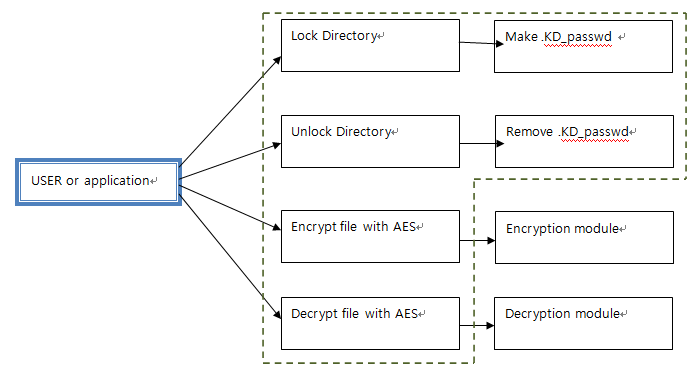 Lock Directory
Make .KD_passwd
Unlock Directory
Remove .KD_passwd
USER or application
Encrypt file with AES
Encryption module
Decrypt file with AES
Decryption module